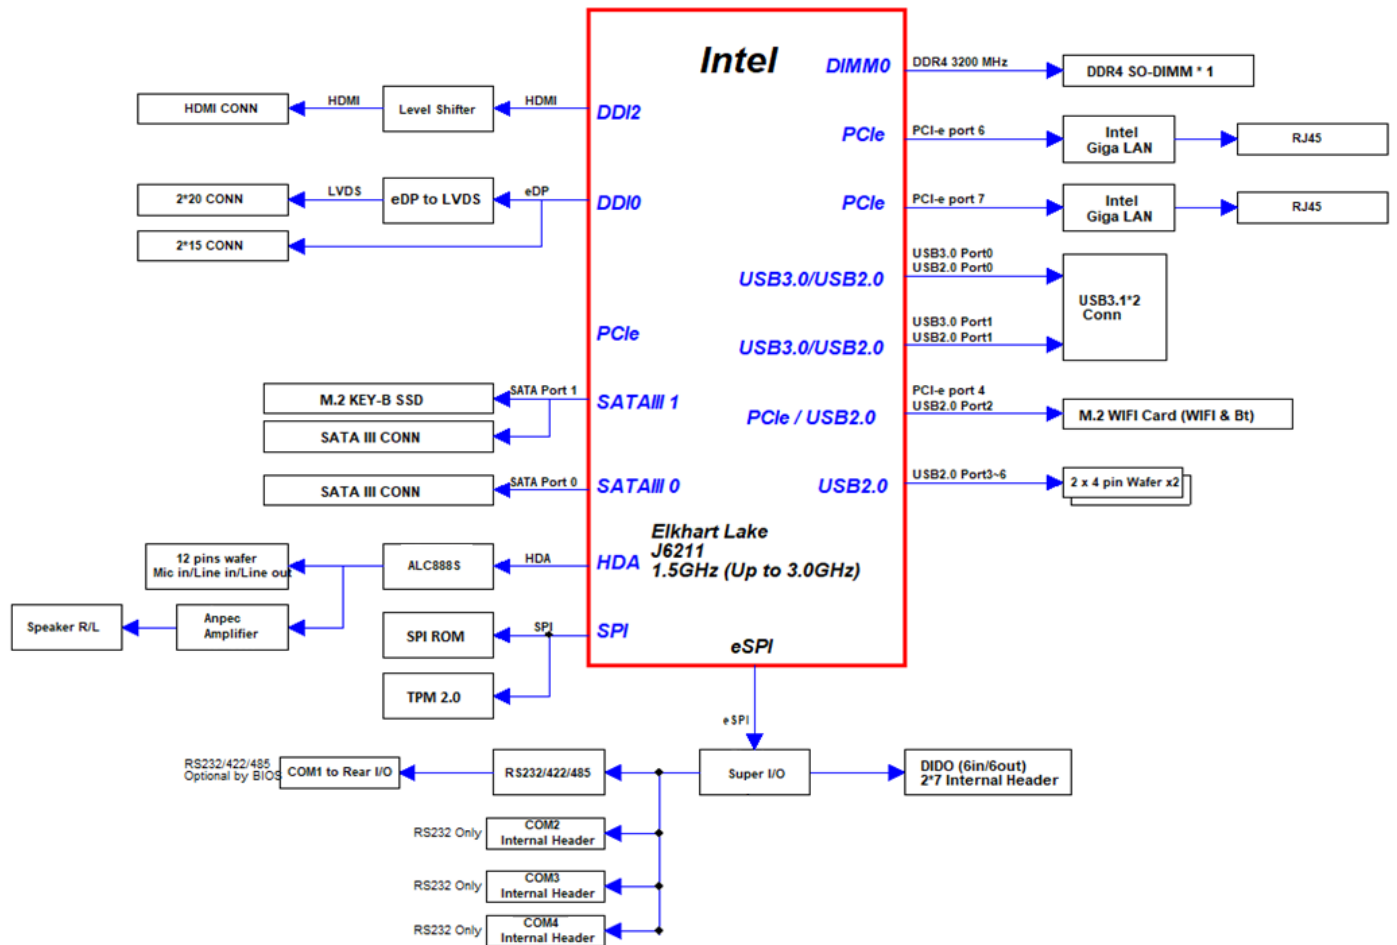 Intel
DIMM0
DDR4 3200 MHz
DDR4 SO-DIMM * 1
HDMI CONN
HDMI
Level Shifter
HDMI
DDI2
PCIe
PCI-e port 6
Intel
Giga LAN
RJ45
2*20 CONN
LVDS
eDP to LVDS
eDP
DDI0
PCIe
PCI-e port 7
Intel
Giga LAN
RJ45
2*15 CONN
USB3.0/USB2.0
USB3.0 Port0
USB2.0 Port0
USB3.1*2
Conn
PCIe
USB3.0/USB2.0
USB3.0 Port1
USB2.0 Port1
M.2 KEY-B SSD
SATA Port 1
SATAIII 1
SATA III CONN
PCIe / USB2.0
PCI-e port 4
USB2.0 Port2
M.2 WIFI Card (WIFI & Bt)
SATA III CONN
SATA Port 0
SATAIII 0
USB2.0
USB2.0 Port3~6
2 x 4 pin Wafer x2
Elkhart Lake
J6211
1.5GHz (Up to 3.0GHz)
12 pins wafer
Mic in/Line in/Line out
ALC888S
HDA
HDA
Speaker R/L
Anpec
Amplifier
SPI ROM
SPI
SPI
TPM 2.0
eSPI
eSPI
RS232/422/485
Optional by BIOS
COM1 to Rear I/O
RS232/422/485
Super I/O
DIDO (6in/6out)
2*7 Internal Header
RS232 Only
COM2
Internal Header
RS232 Only
COM3
Internal Header
RS232 Only
COM4
Internal Header